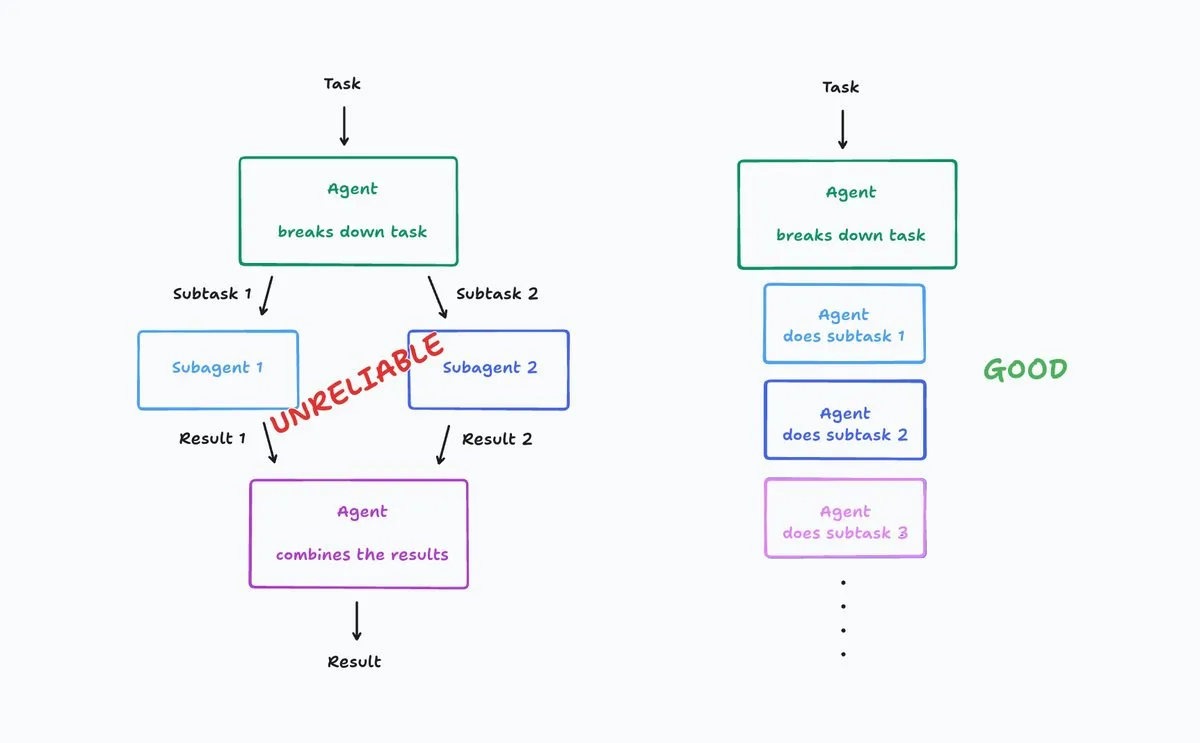 Task
Agent
breaks down task
Subtask 1
Subtask 2
Subagent 1
Subagent 2
UNRELIABLE
Result 1
Result 2
Agent
combines the results
Result
Task
Agent
breaks down task
Agent
does subtask 1
Agent
does subtask 2
Agent
does subtask 3
GOOD